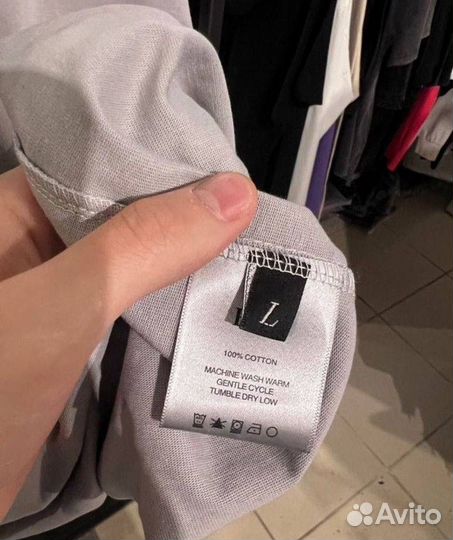 L
100% COTTON
MACHINE WASH WARM
GENTLE CYCLE
TUMBLE DRY LOW
Avito